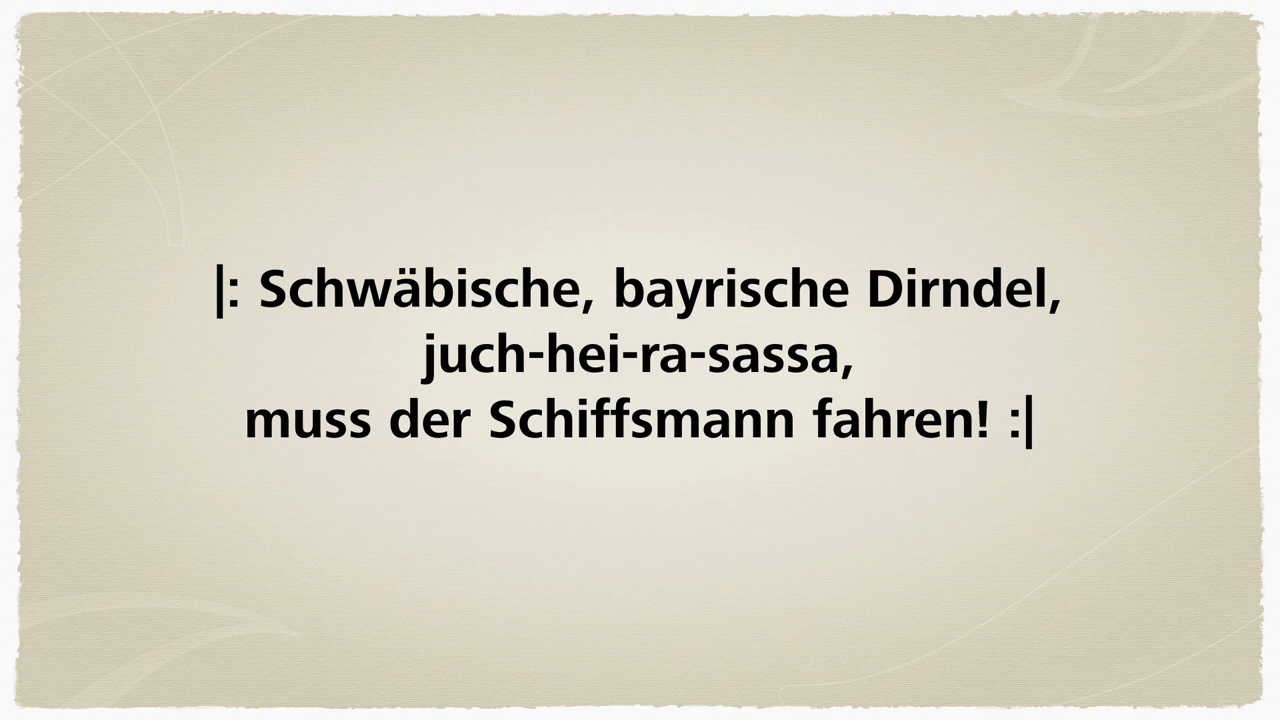 |: Schwäbische, bayrische Dirndel,
juch-hei-ra-sassa,
muss der Schiffsmann fahren! :|